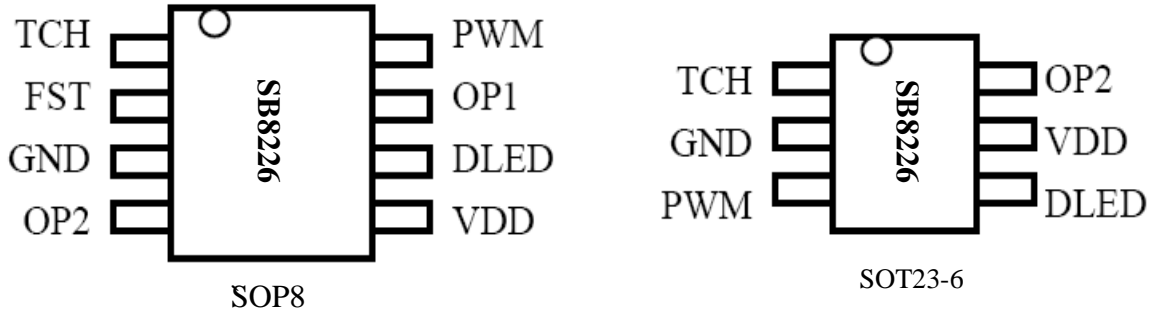 TCH
FST
GND
OP2
SB8226
PWM
OP1
DLED
VDD
SOP8
TCH
GND
PWM
SB8226
OP2
VDD
DLED
SOT23-6